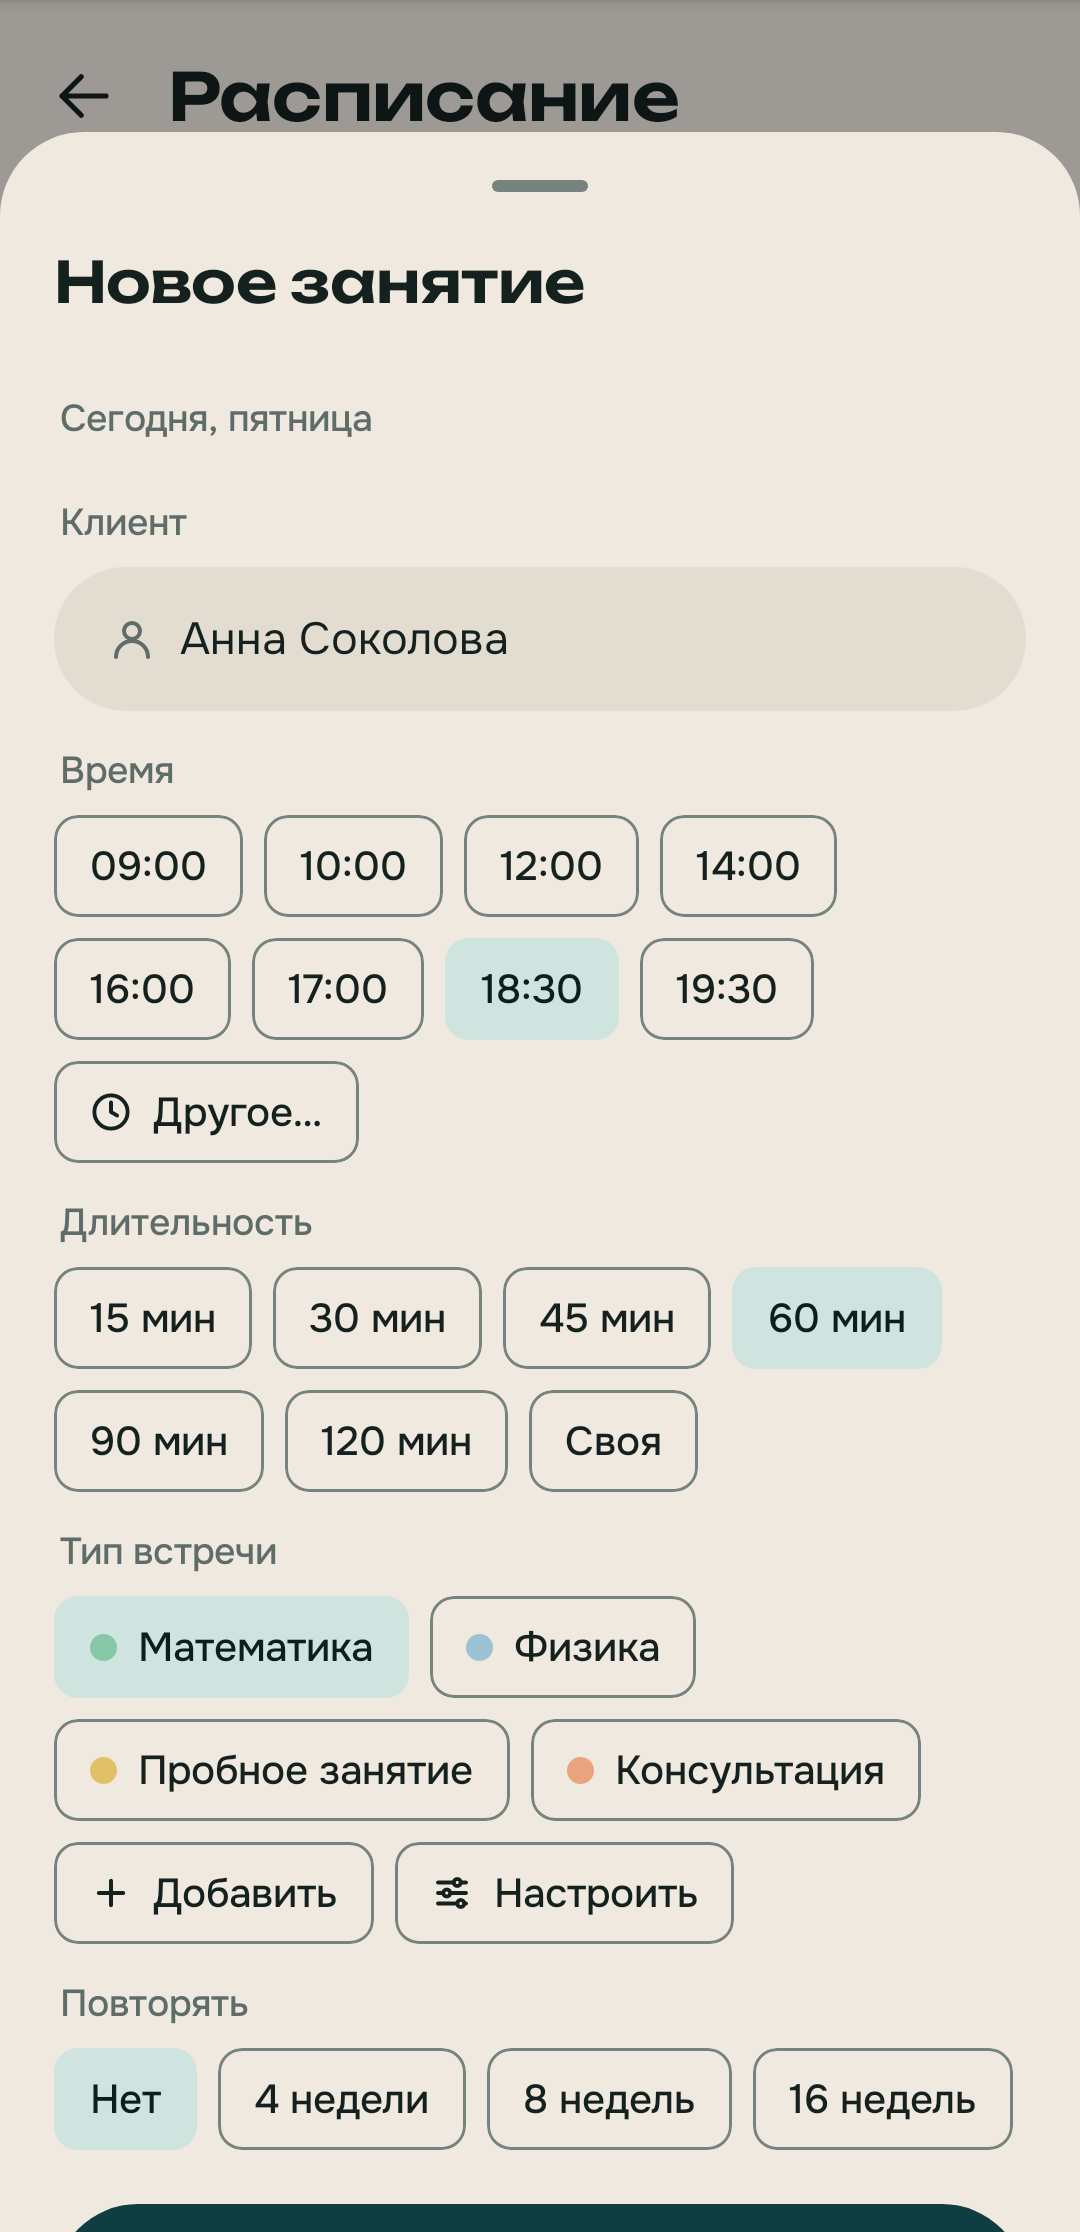 Расписание
Новое занятие
Сегодня, пятница
Клиент
Анна Соколова
Время
09:00 10:00 12:00 14:00
16:00 17:00 18:30 19:30
Другое...
Длительность
15 мин 30 мин 45 мин 60 мин
90 мин 120 мин Своя
Тип встречи
Математика Физика
Пробное занятие Консультация
Добавить Настроить
Повторять
Нет 4 недели 8 недель 16 недель